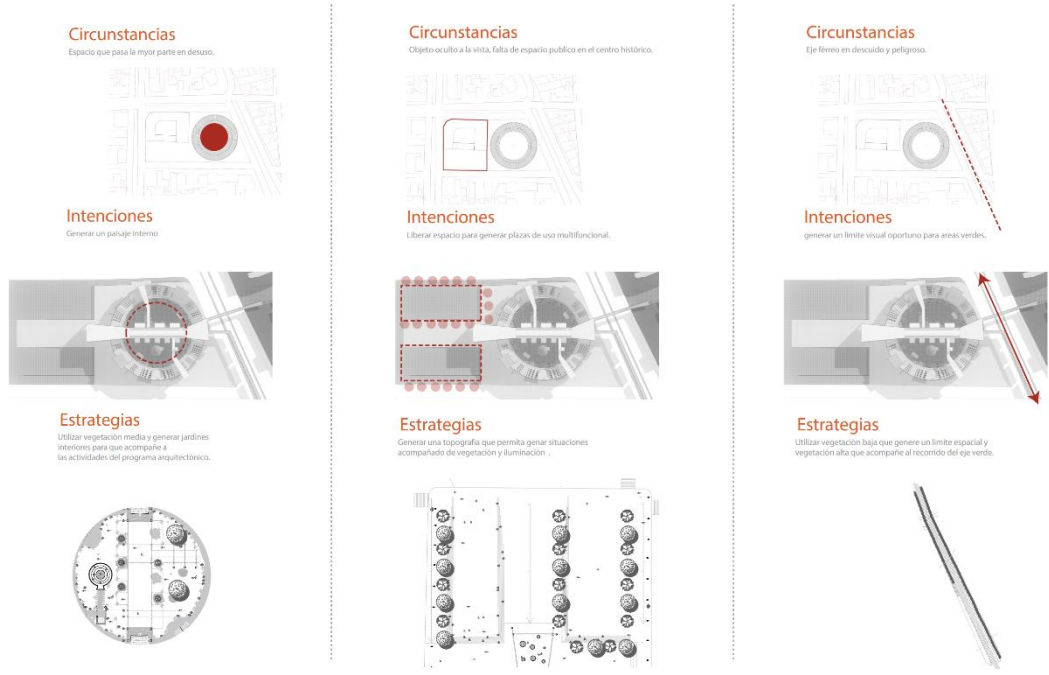 Circunstancias
Espacio que pasa la myor parte en desuso.
Intenciones
Generar un paisaje interno
Estrategias
Utilizar vegetación media y generar jardines
interiores para que acompañe a
las actividades del programa arquitectónico.
Circunstancias
Objeto oculto a la vista, falta de espacio publico en el centro histórico.
Intenciones
Liberar espacio para generar plazas de uso multifuncional.
Estrategias
Generar una topografía que permita genar situaciones
acompañado de vegetación y iluminación .
Circunstancias
Eje férreo en descuido y peligroso.
Intenciones
generar un limite visual oportuno para areas verdes.
Estrategias
Utilizar vegetación baja que genere un limite espacial y
vegetación alta que acompañe al recorrido del eje verde.